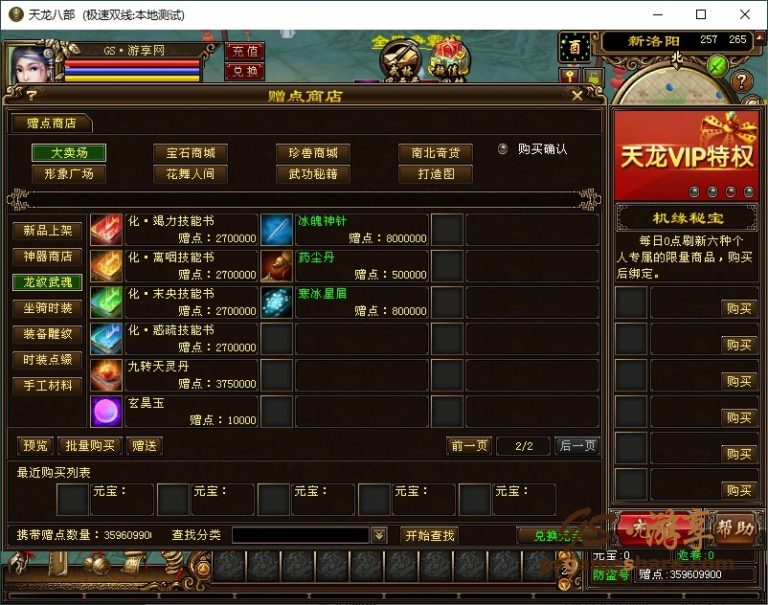 天龙八部 (极速双线:本地测试)
GS·游享网
充值
兑换
新洛阳 257 265
北
赠点商店
赠点商店
大卖场
宝石商城
珍兽商城
南北奇货
购买确认
形象广场
花舞人间
武功秘籍
打造图
新品上架
神器商店
龙纹武魂
坐骑时装
装备雕纹
时装点缀
手工材料
化·竭力技能书
赠点:2700000
冰魄神针
赠点:8000000
化·离咽技能书
赠点:2700000
药尘丹
赠点:500000
化·末央技能书
赠点:2700000
寒冰星屑
赠点:800000
化·惑疏技能书
赠点:2700000
九转天灵丹
赠点:3750000
玄昊玉
赠点:10000
预览
批量购买
赠送
前一页
2/2
后一页
最近购买列表
元宝:
元宝:
元宝:
元宝:
元宝:
携带赠点数量:359609900
查找分类
开始查找
天龙VIP特权
机缘秘宝
每日0点刷新六种个
人专属的限量商品,购买
后绑定。
购买
购买
购买
购买
购买
购买
帮助
元宝:0
防盗号
赠点:359609900